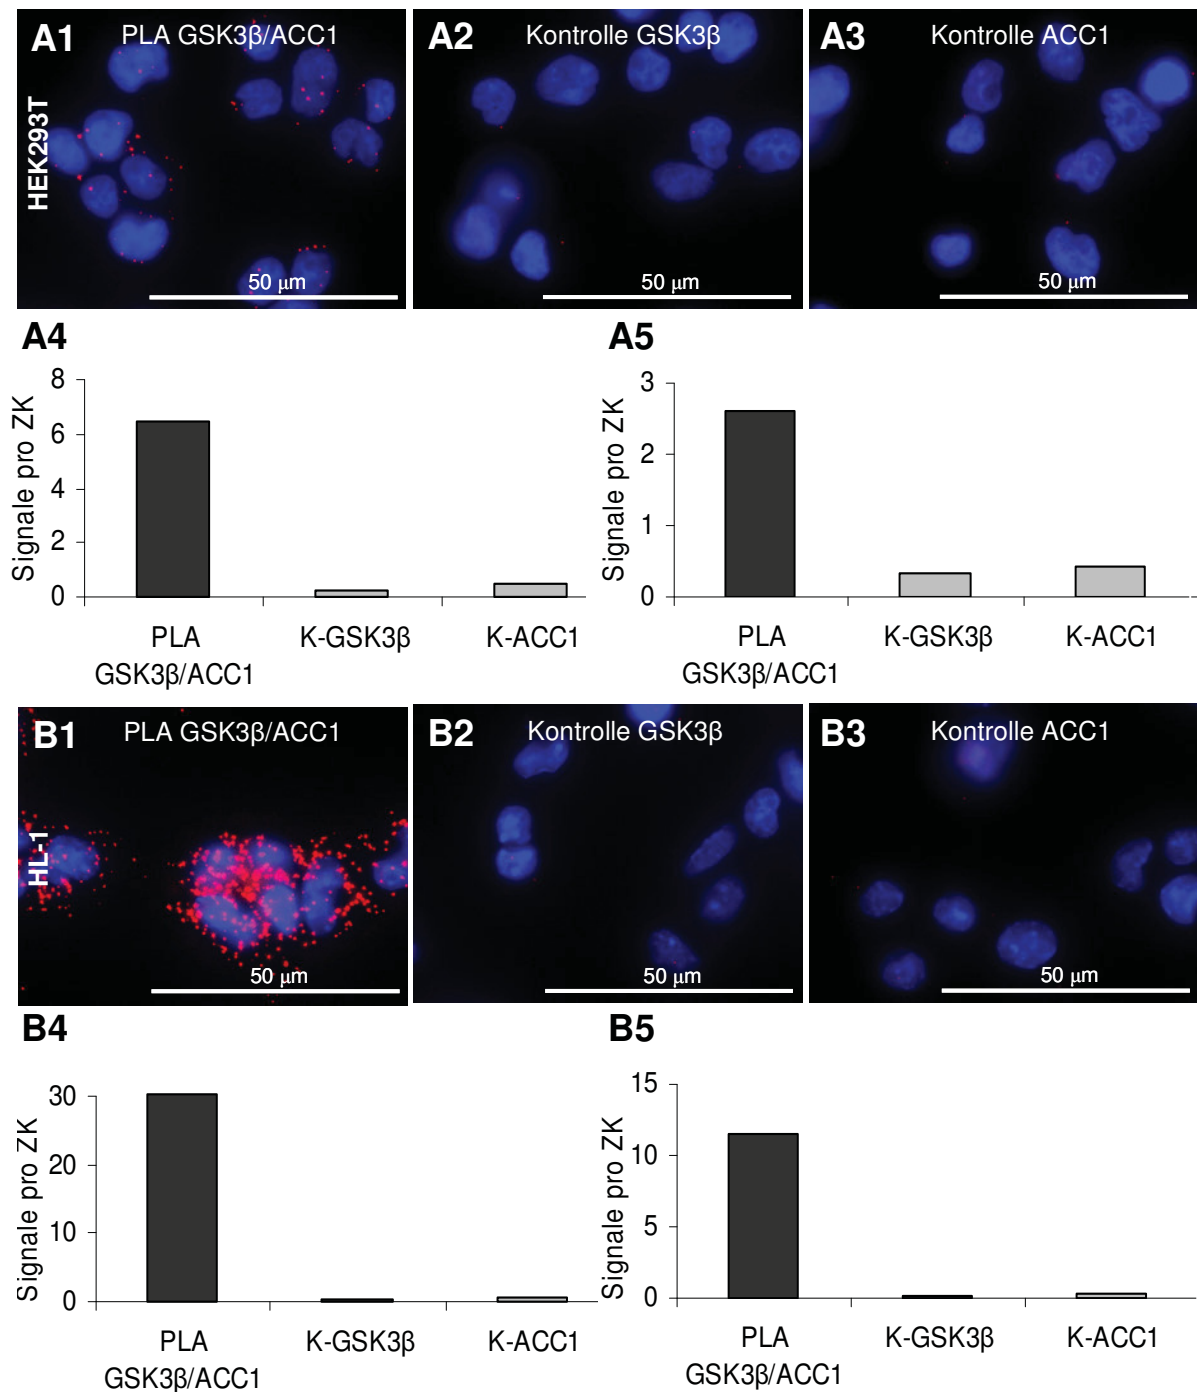 A1 PLA GSK3β/ACC1
A2 Kontrolle GSK3β
A3 Kontrolle ACC1
HEK293T
50 µm
50 µm
50 µm
A4
Signale pro ZK
8
6
4
2
0
PLA
GSK3β/ACC1
K-GSK3β
K-ACC1
A5
Signale pro ZK
3
2
1
0
PLA
GSK3β/ACC1
K-GSK3β
K-ACC1
B1 PLA GSK3β/ACC1
B2 Kontrolle GSK3β
B3 Kontrolle ACC1
HL-1
50 µm
50 µm
50 µm
B4
Signale pro ZK
30
20
10
0
PLA
GSK3β/ACC1
K-GSK3β
K-ACC1
B5
Signale pro ZK
15
10
5
0
PLA
GSK3β/ACC1
K-GSK3β
K-ACC1